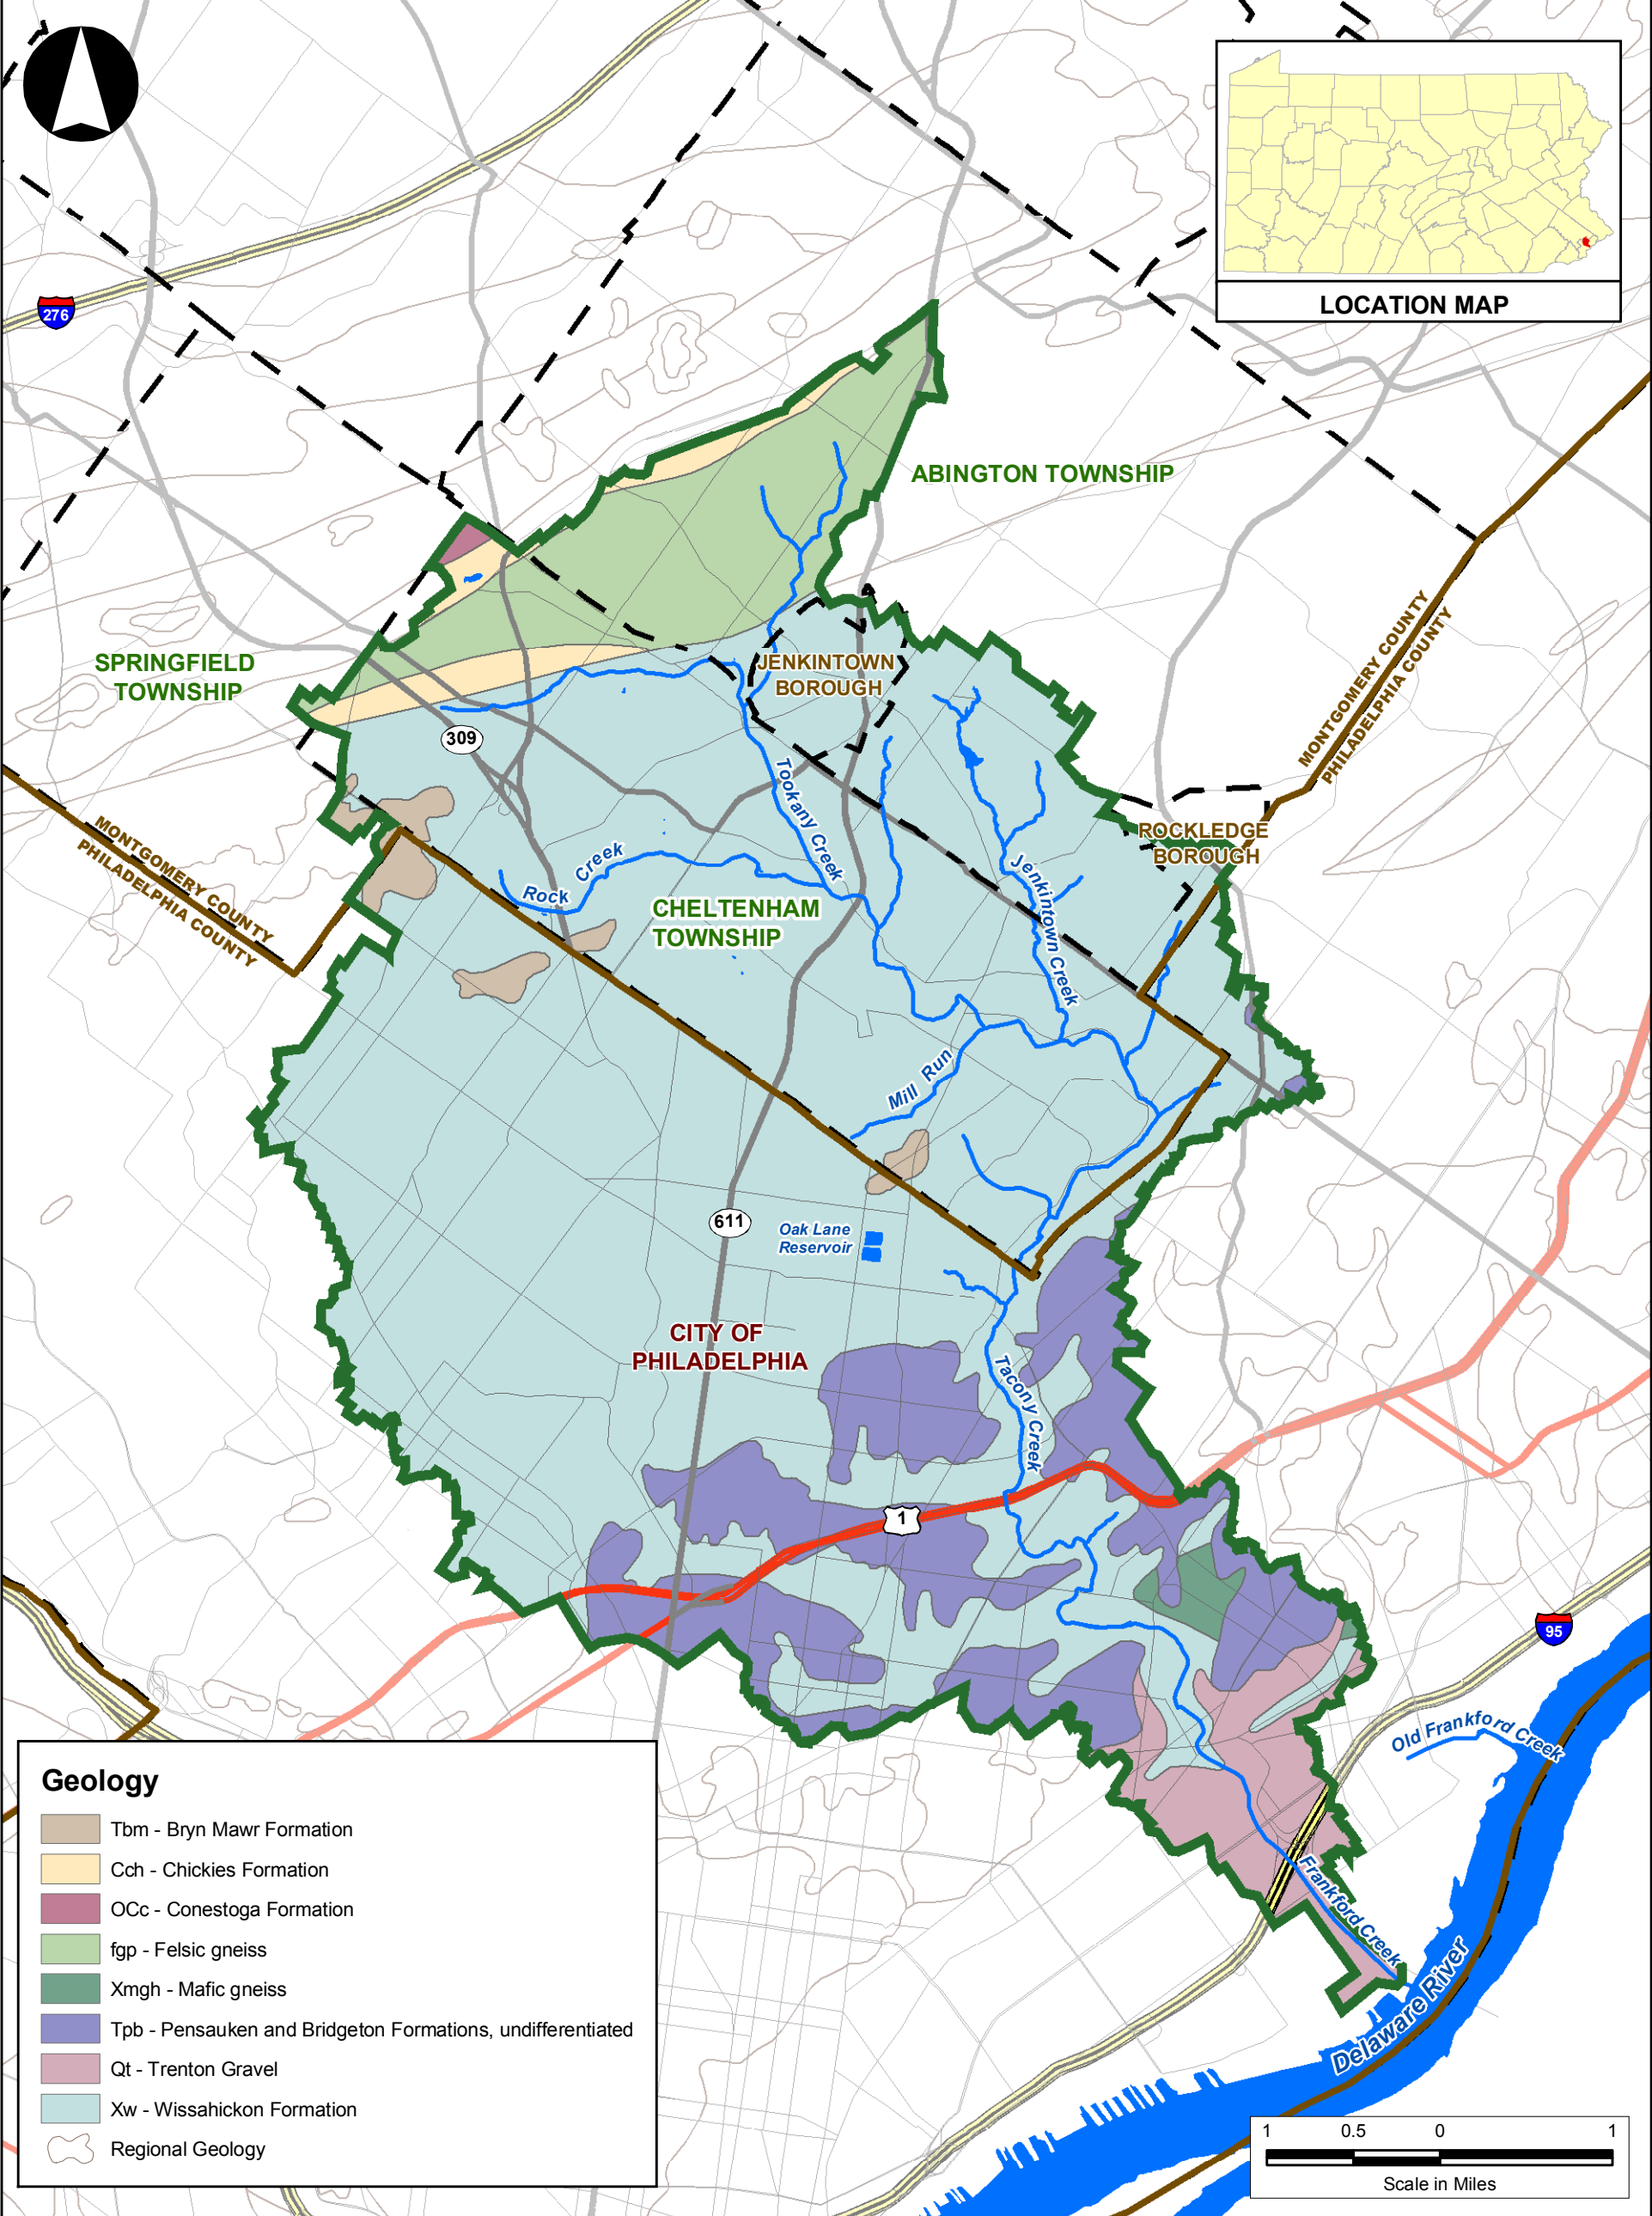 LOCATION MAP
276
ABINGTON TOWNSHIP
SPRINGFIELD
TOWNSHIP
JENKINTOWN
BOROUGH
MONTGOMERY COUNTY
PHILADELPHIA COUNTY
309
Tookany Creek
ROCKLEDGE
BOROUGH
MONTGOMERY COUNTY
PHILADELPHIA COUNTY
Rock Creek
Jenkintown Creek
CHELTENHAM
TOWNSHIP
Mill Run
611
Oak Lane
Reservoir
CITY OF
PHILADELPHIA
Tacony Creek
1
95
Old Frankford Creek
Frankford Creek
Delaware River
Geology
Tbm - Bryn Mawr Formation
Cch - Chickies Formation
OCc - Conestoga Formation
fgp - Felsic gneiss
Xmgh - Mafic gneiss
Tpb - Pensauken and Bridgeton Formations, undifferentiated
Qt - Trenton Gravel
Xw - Wissahickon Formation
Regional Geology
1 0.5 0 1
Scale in Miles